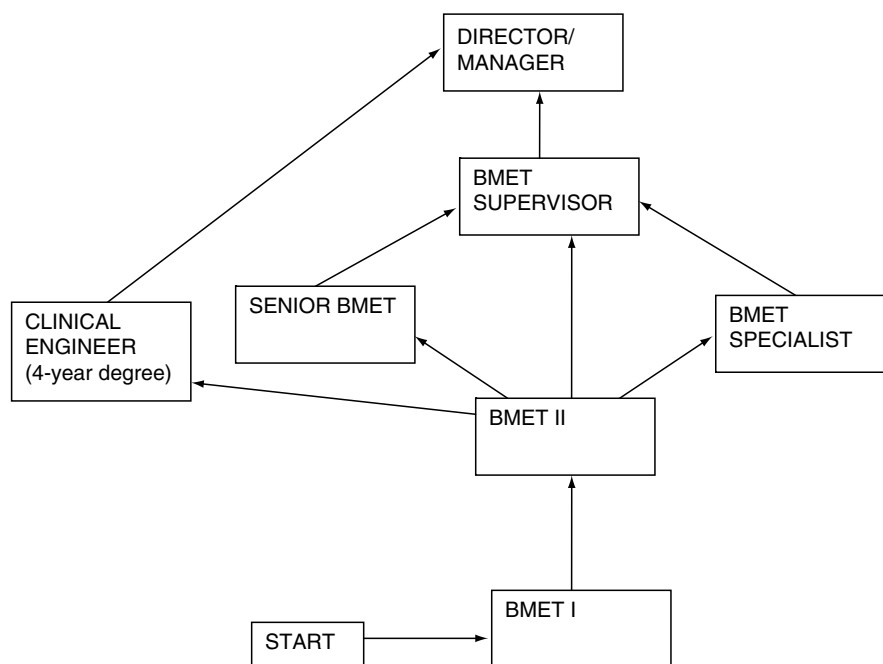 DIRECTOR/
MANAGER
BMET
SUPERVISOR
SENIOR BMET
BMET
SPECIALIST
CLINICAL
ENGINEER
(4-year degree)
BMET II
BMET I
START